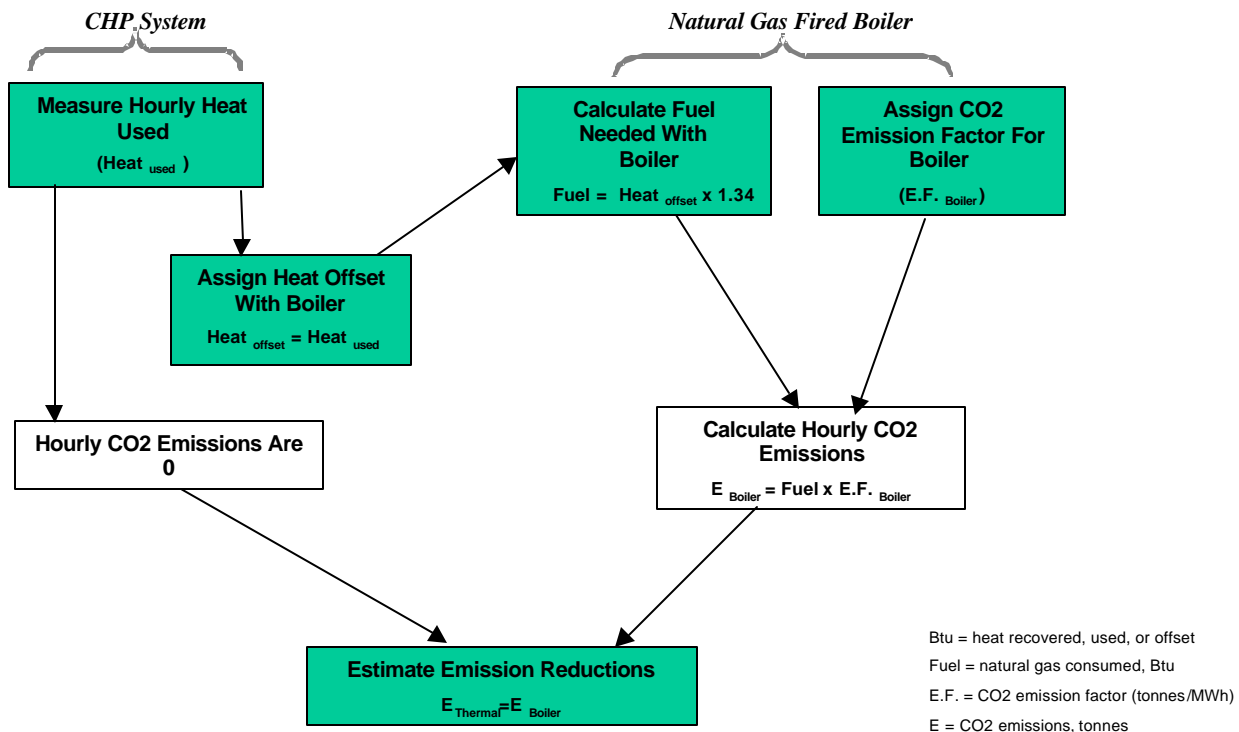 CHP System
Natural Gas Fired Boiler
Measure Hourly Heat
Used
(Heat used )
Calculate Fuel
Needed With
Boiler
Fuel = Heat offset x 1.34
Assign CO2
Emission Factor For
Boiler
(E.F. Boiler)
Assign Heat Offset
With Boiler
Heat offset = Heat used
Hourly CO2 Emissions Are
0
Calculate Hourly CO2
Emissions
E Boiler = Fuel x E.F. Boiler
Estimate Emission Reductions
E Thermal=E Boiler
Btu = heat recovered, used, or offset
Fuel = natural gas consumed, Btu
E.F. = CO2 emission factor (tonnes/MWh)
E = CO2 emissions, tonnes